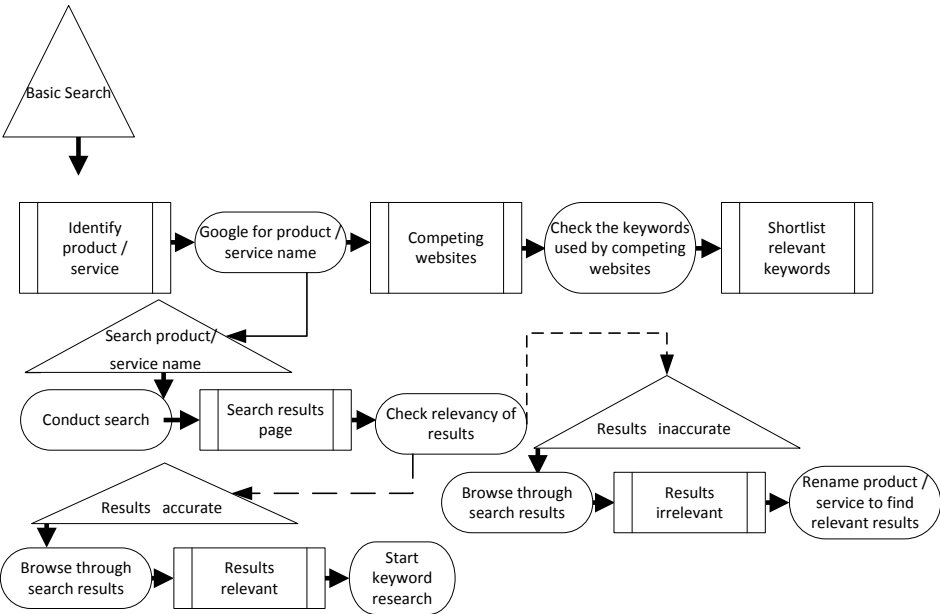 Basic Search
Identify
product /
service
Google for product /
service name
Competing
websites
Check the keywords
used by competing
websites
Shortlist
relevant
keywords
Search product/
service name
Conduct search
Search results
page
Check relevancy of
results
Results inaccurate
Browse through
search results
Results
irrelevant
Rename product /
service to find
relevant results
Results accurate
Browse through
search results
Results
relevant
Start
keyword
research